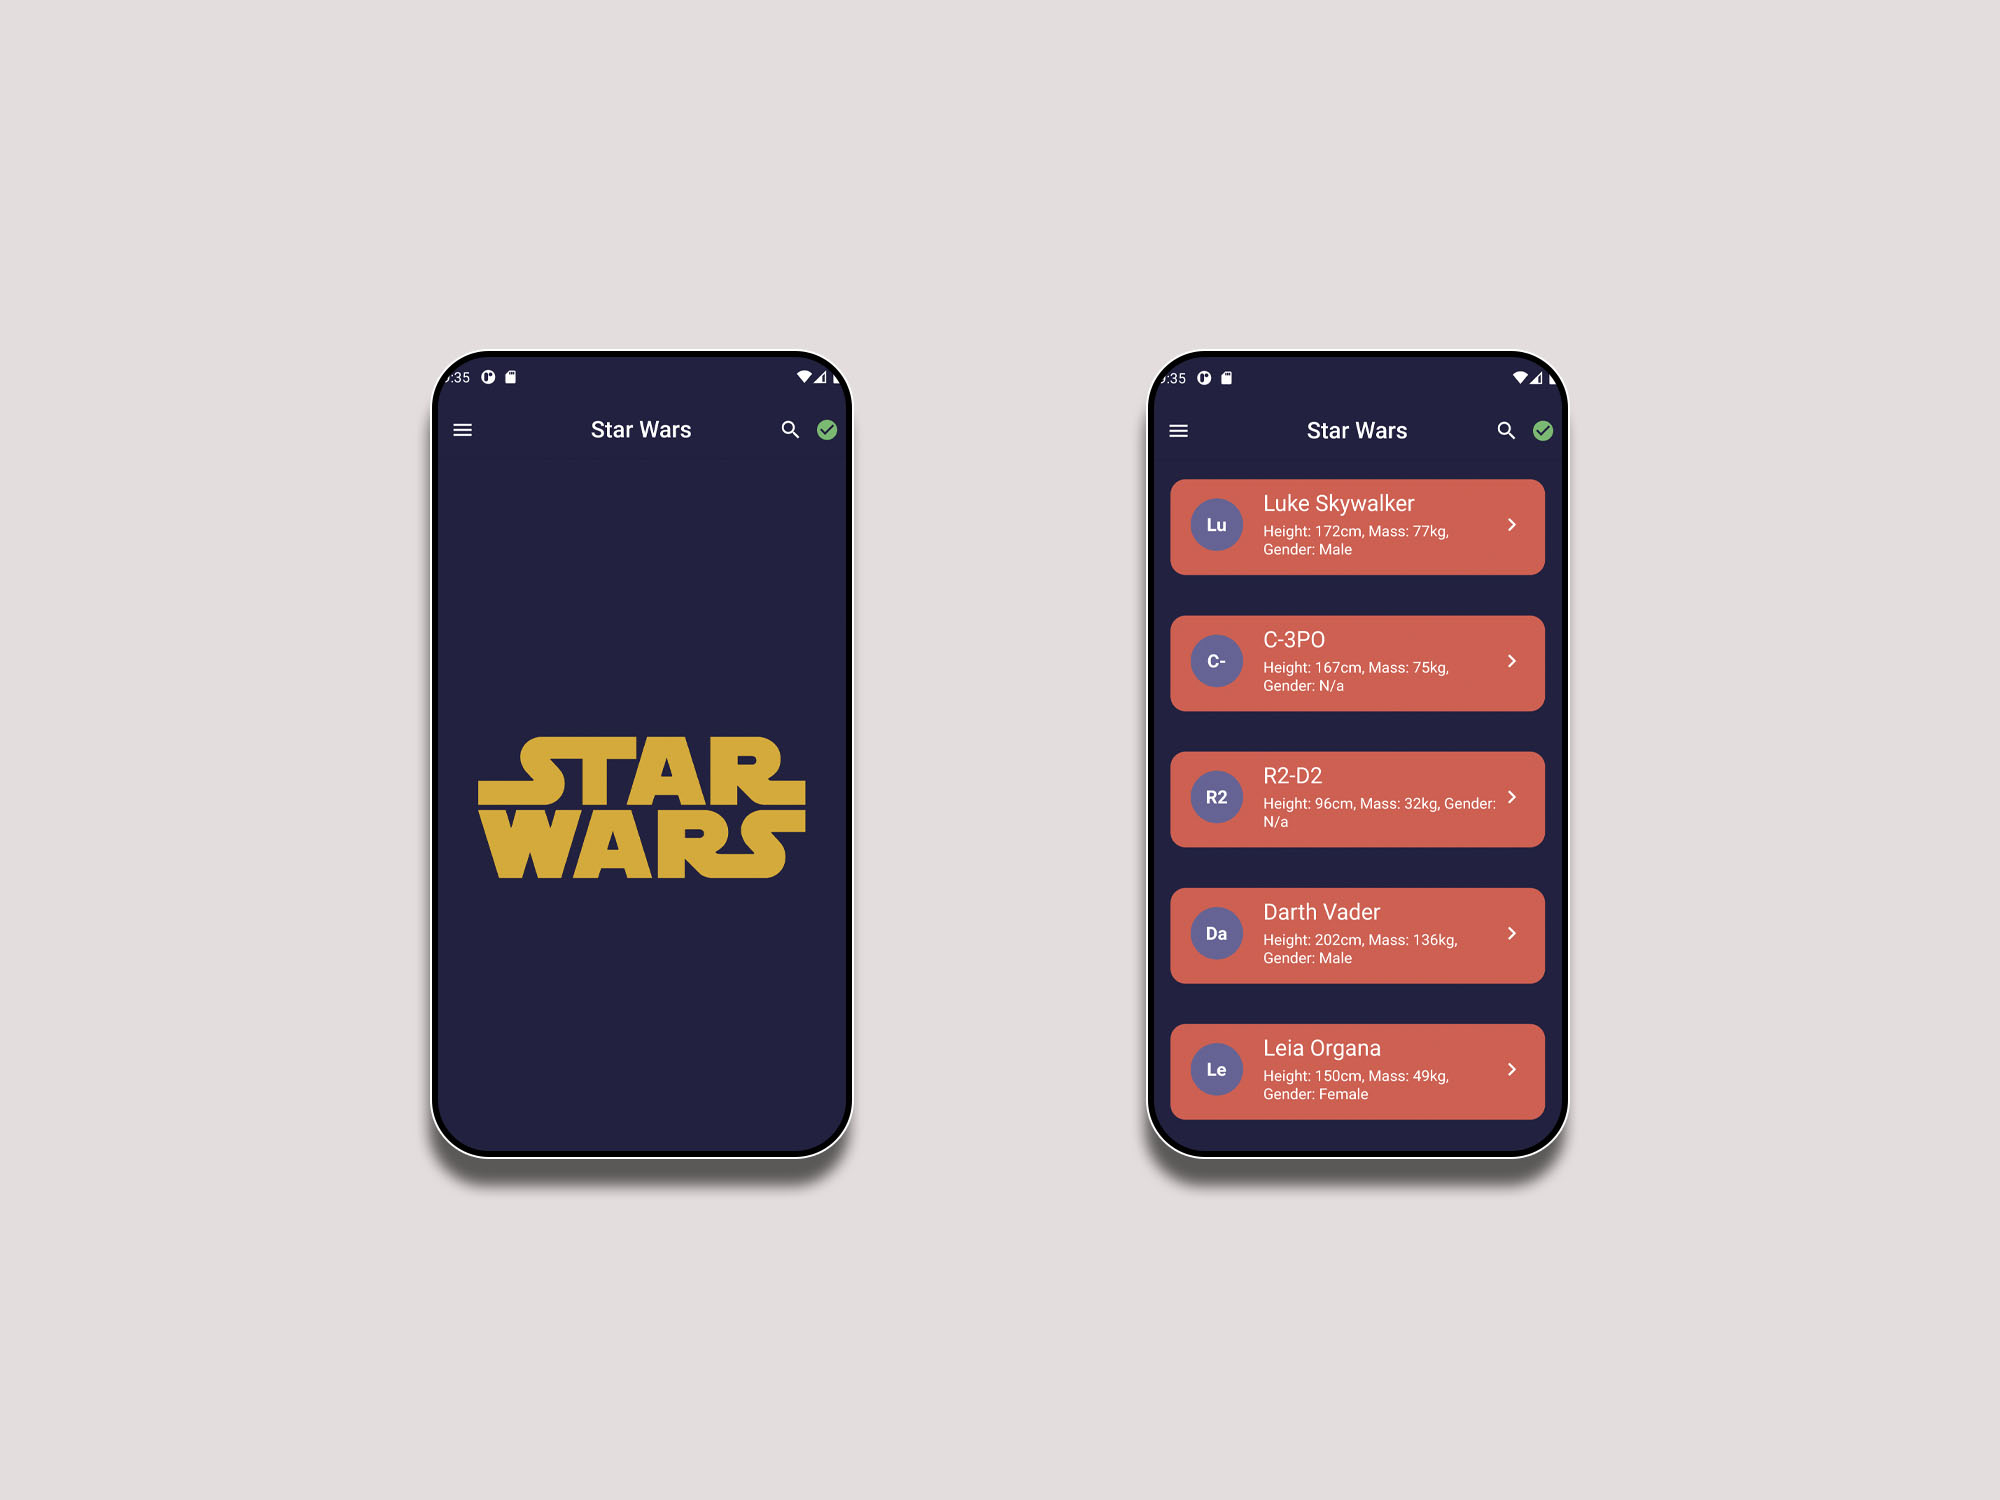 :35
Star Wars
STAR
WARS
:35
Star Wars
Lu
Luke Skywalker
Height: 172cm, Mass: 77kg,
Gender: Male
C-
C-3PO
Height: 167cm, Mass: 75kg,
Gender: N/a
R2
R2-D2
Height: 96cm, Mass: 32kg, Gender:
N/a
Da
Darth Vader
Height: 202cm, Mass: 136kg,
Gender: Male
Le
Leia Organa
Height: 150cm, Mass: 49kg,
Gender: Female